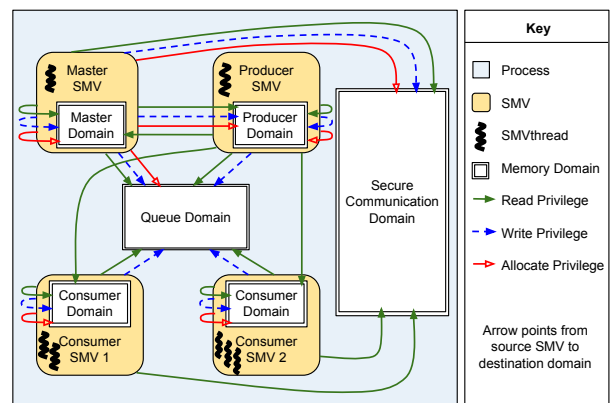 Master
SMV
Master
Domain
Producer
SMV
Producer
Domain
Queue Domain
Secure
Communication
Domain
Consumer
Domain
Consumer
SMV 1
Consumer
Domain
Consumer
SMV 2
Key
Process
SMV
SMVthread
Memory Domain
Read Privilege
Write Privilege
Allocate Privilege
Arrow points from
source SMV to
destination domain